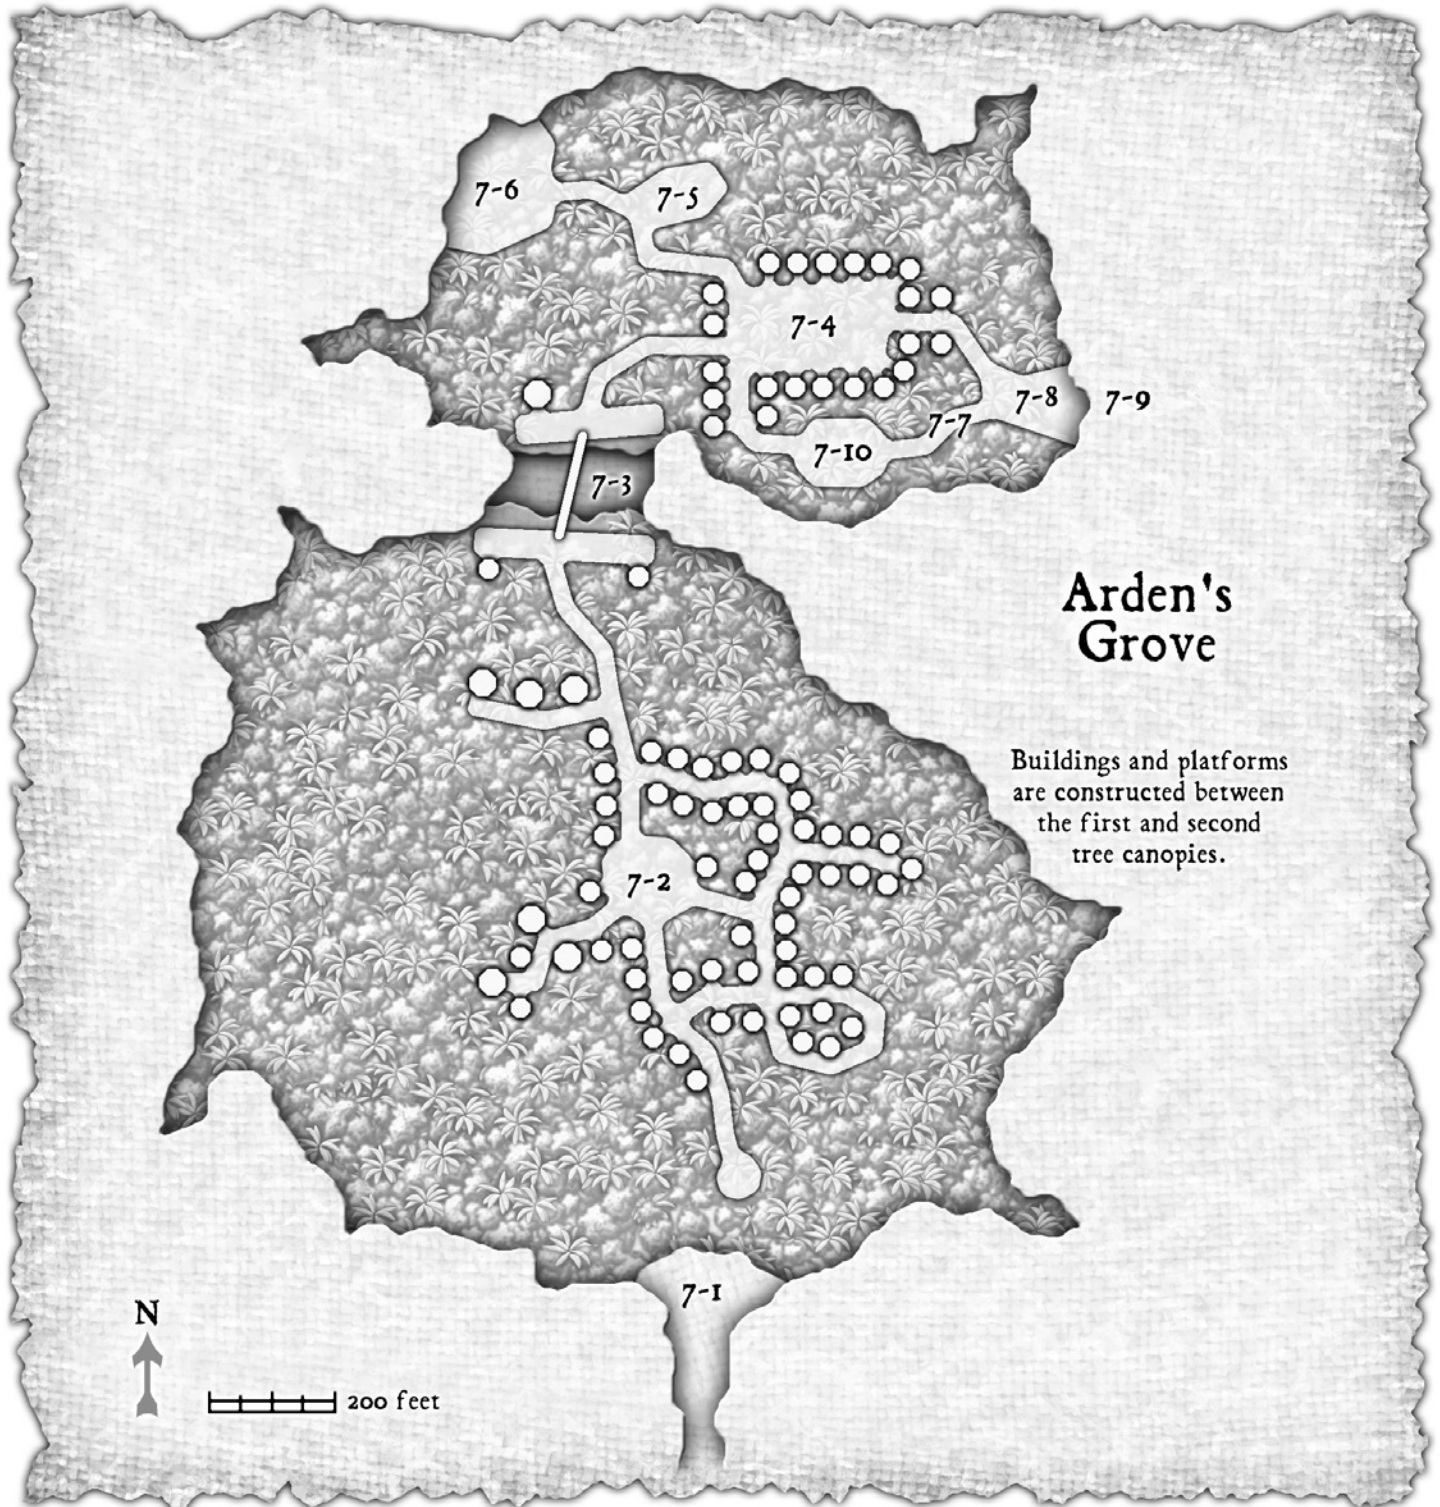 7-6
7-5
7-4
7-8
7-9
7-7
7-10
7-3
Arden's
Grove
Buildings and platforms
are constructed between
the first and second
tree canopies.
7-2
7-1
N
200 feet